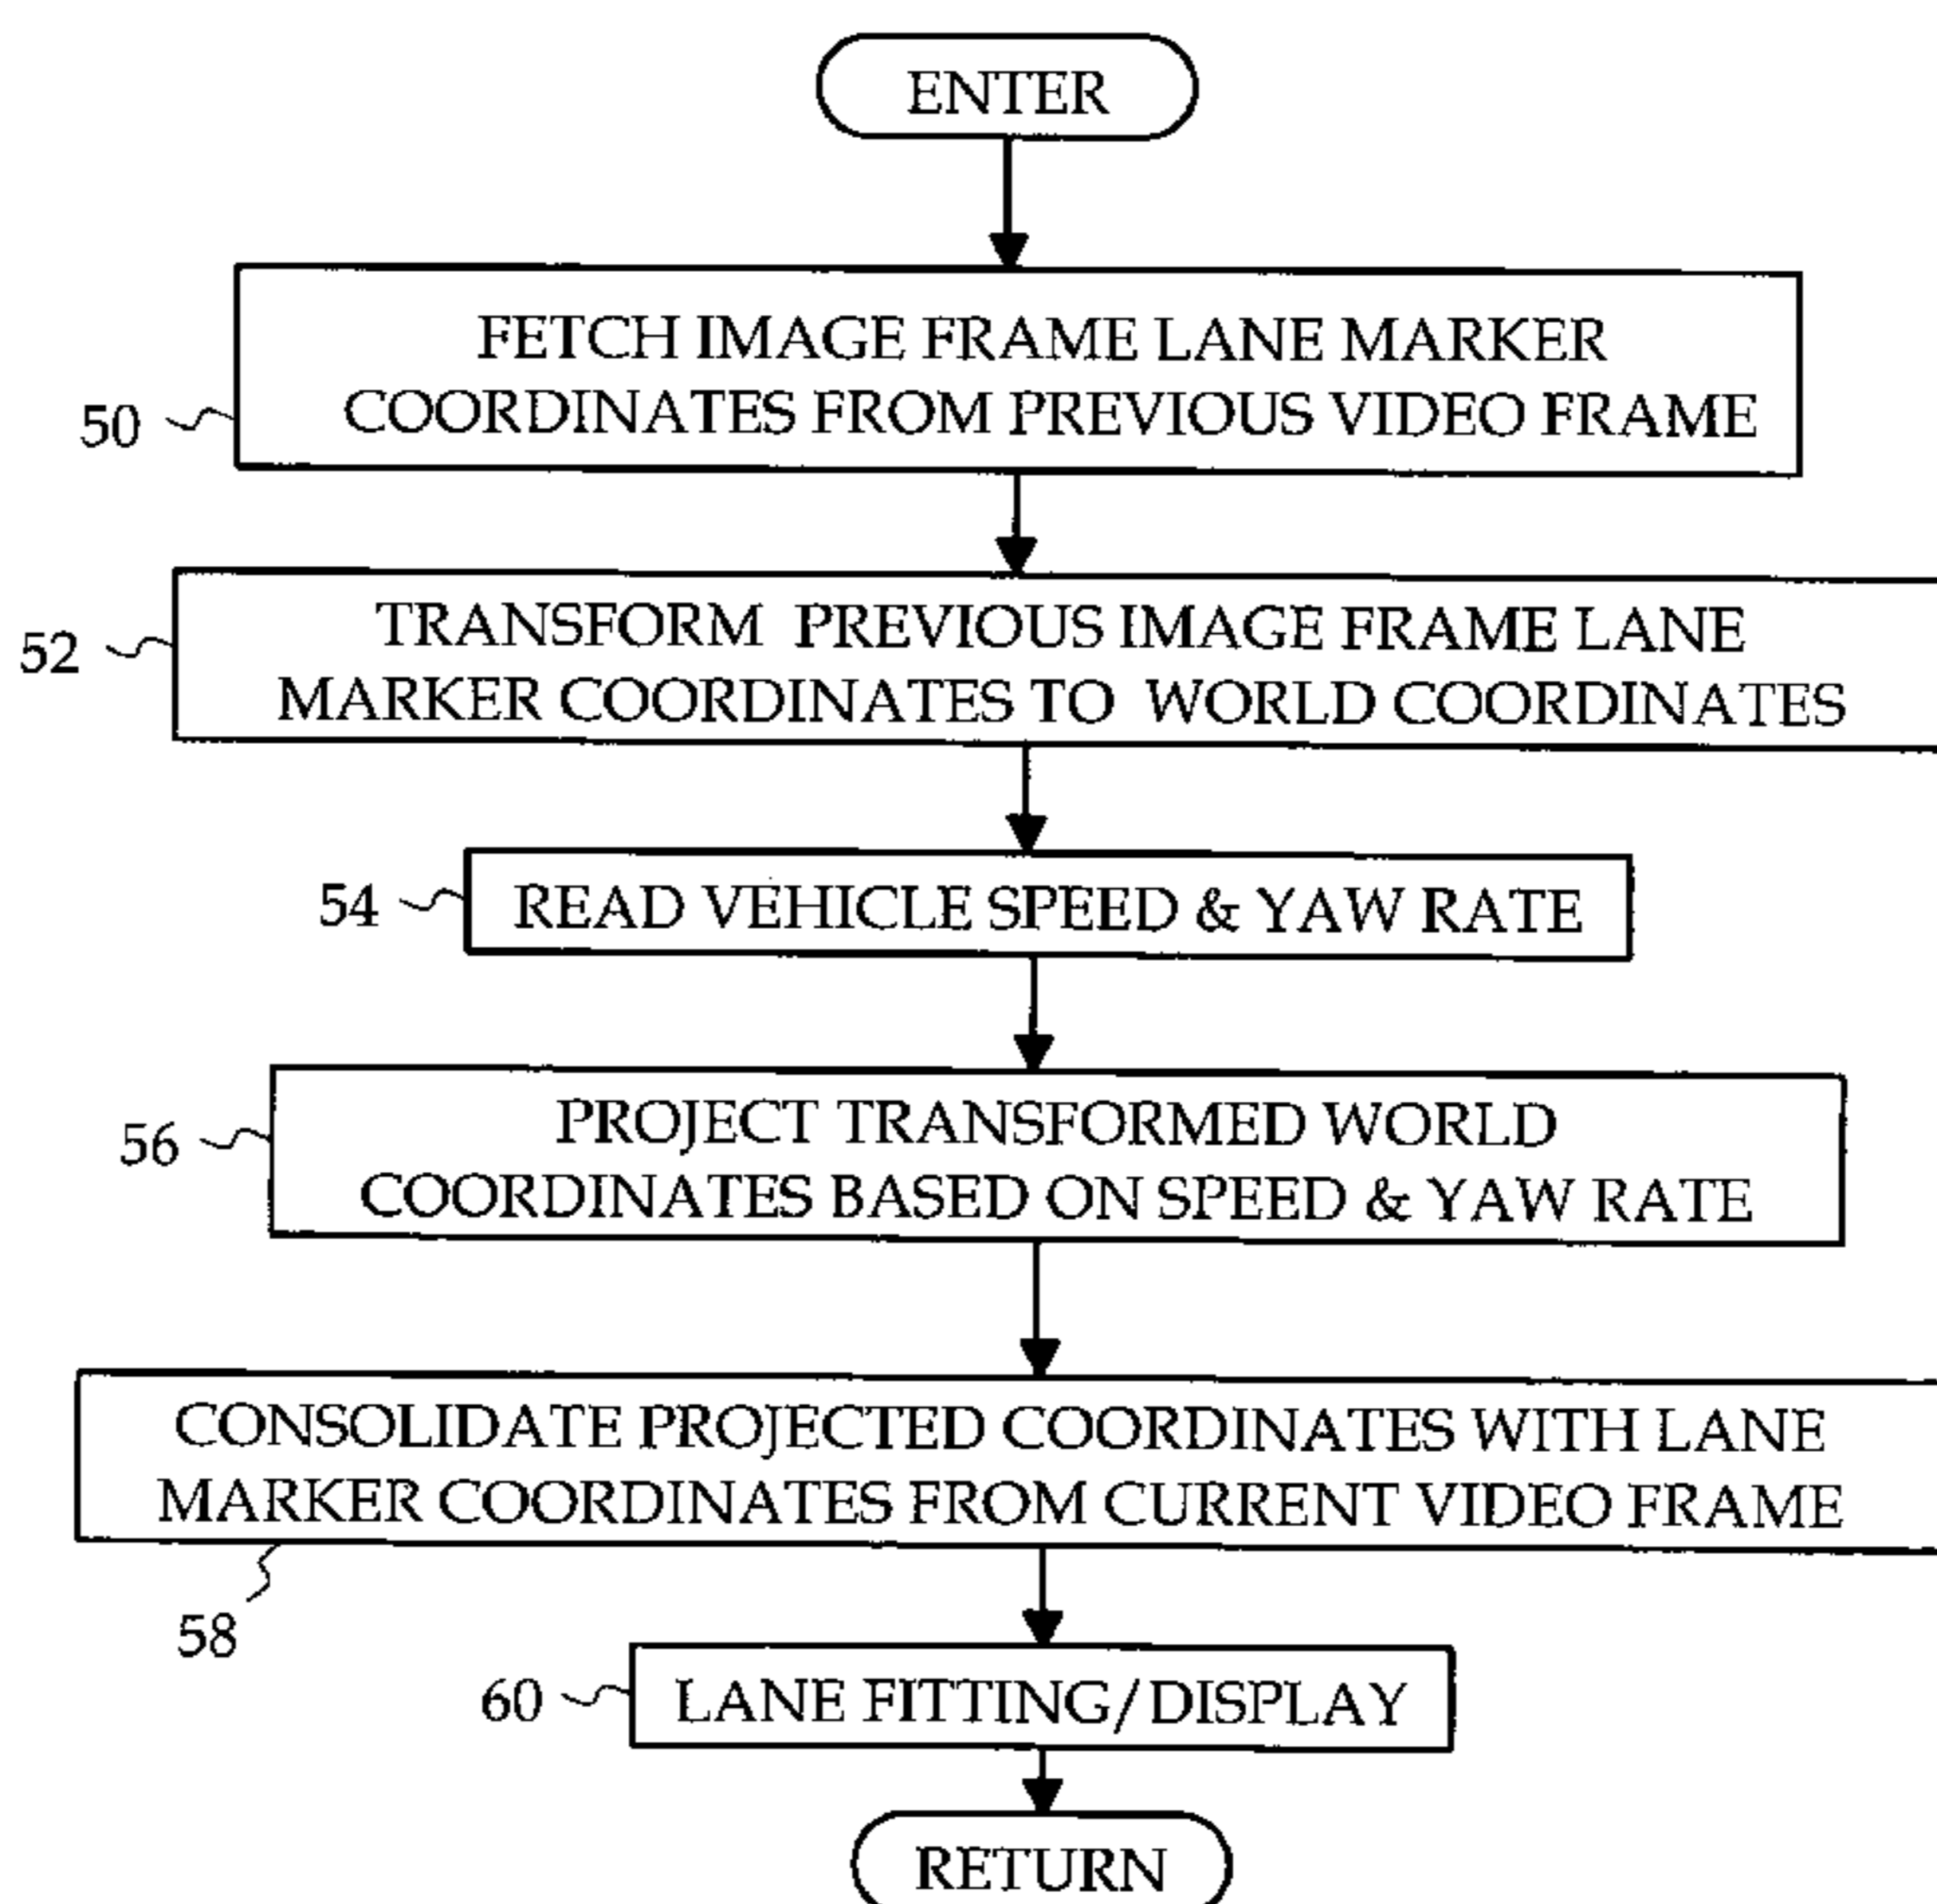 ENTER
FETCH IMAGE FRAME LANE MARKER
COORDINATES FROM PREVIOUS VIDEO FRAME
50
TRANSFORM PREVIOUS IMAGE FRAME LANE
MARKER COORDINATES TO WORLD COORDINATES
52
54
READ VEHICLE SPEED & YAW RATE
PROJECT TRANSFORMED WORLD
COORDINATES BASED ON SPEED & YAW RATE
56
CONSOLIDATE PROJECTED COORDINATES WITH LANE
MARKER COORDINATES FROM CURRENT VIDEO FRAME
58
60
LANE FITTING/DISPLAY
RETURN